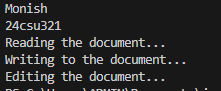 Monish
24csu321
Reading the document...
Writing to the document...
Editing the document...